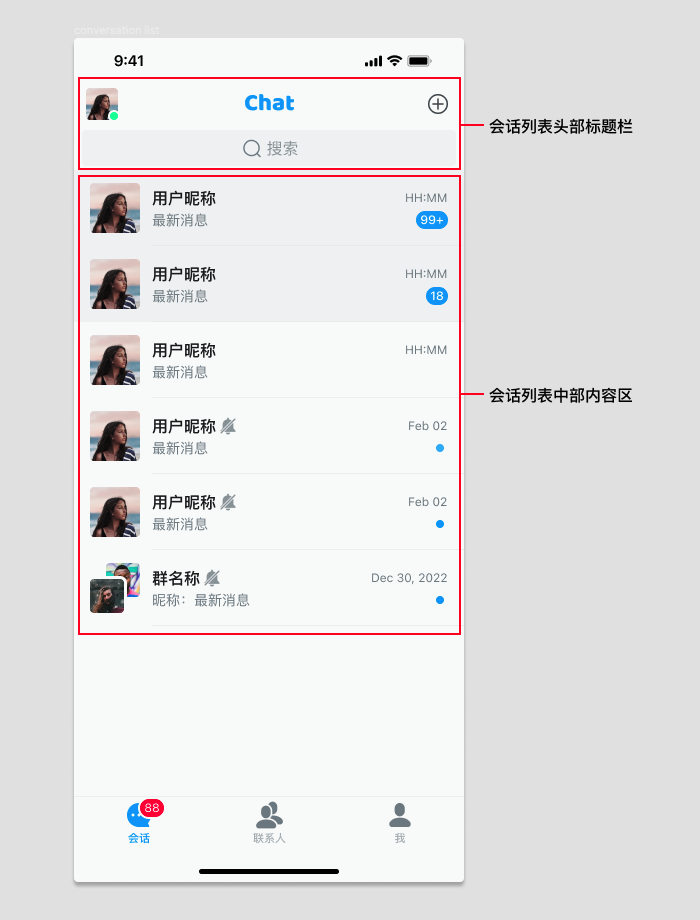 conversation list
9:41
Chat
会话列表头部标题栏
搜索
用户昵称 HH:MM
最新消息 99+
用户昵称 HH:MM
最新消息 18
用户昵称 HH:MM
最新消息
会话列表中部内容区
用户昵称 Feb 02
最新消息
用户昵称 Feb 02
最新消息
群名称 Dec 30, 2022
昵称：最新消息
88
会话 联系人 我